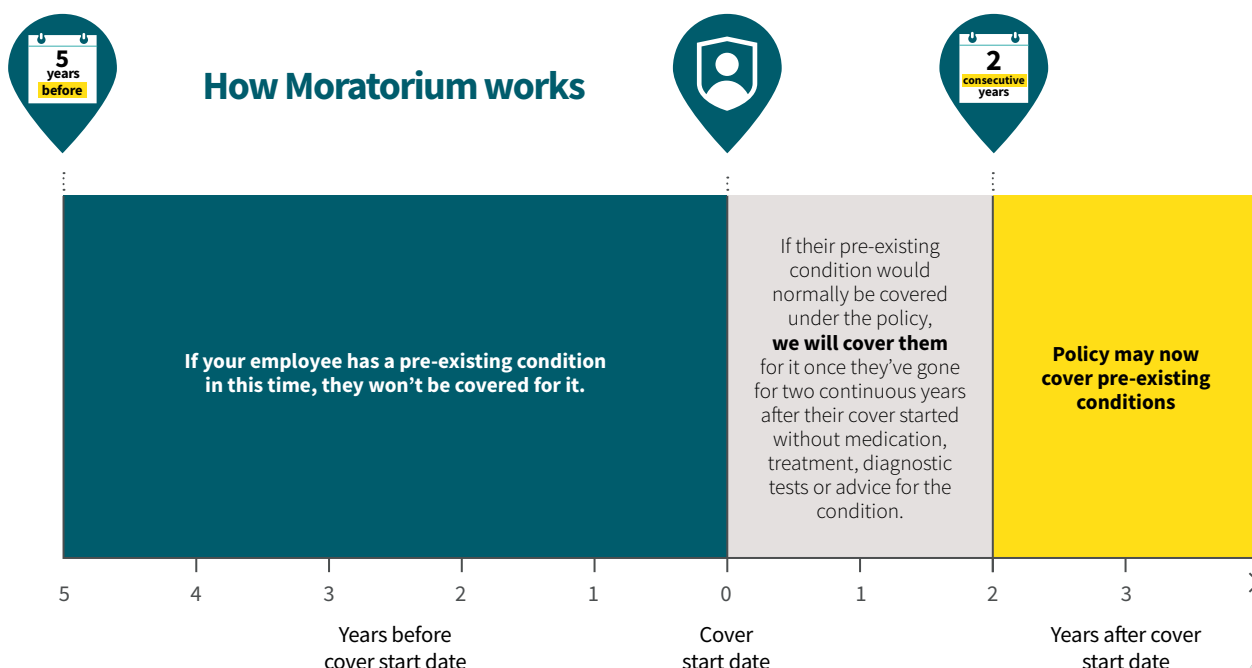 5
years
before
How Moratorium works
2
consecutive
years
If your employee has a pre-existing condition
in this time, they won’t be covered for it.
If their pre-existing
condition would
normally be covered
under the policy,
we will cover them
for it once they’ve gone
for two continuous years
after their cover started
without medication,
treatment, diagnostic
tests or advice for the
condition.
Policy may now
cover pre-existing
conditions
5 4 3 2 1 0 1 2 3
Years before
cover start date
Cover
start date
Years after cover
start date